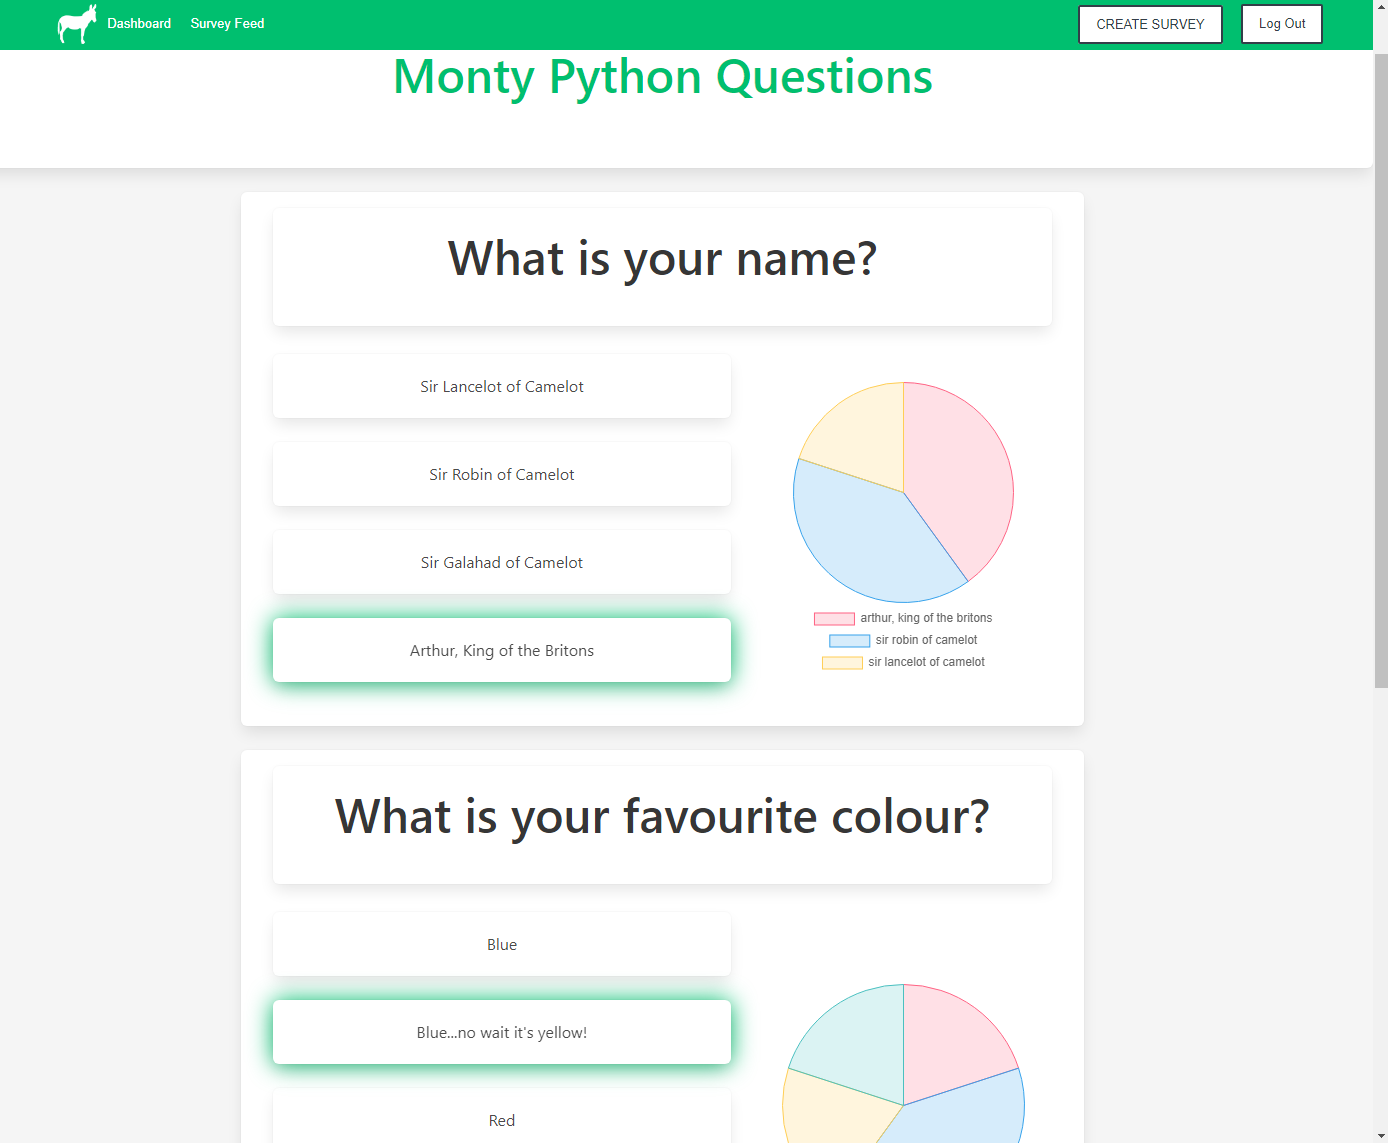 Dashboard
Survey Feed
CREATE SURVEY
Log Out
Monty Python Questions
What is your name?
Sir Lancelot of Camelot
Sir Robin of Camelot
Sir Galahad of Camelot
Arthur, King of the Britons
arthur, king of the britons
sir robin of camelot
sir lancelot of camelot
What is your favourite colour?
Blue
Blue...no wait it's yellow!
Red